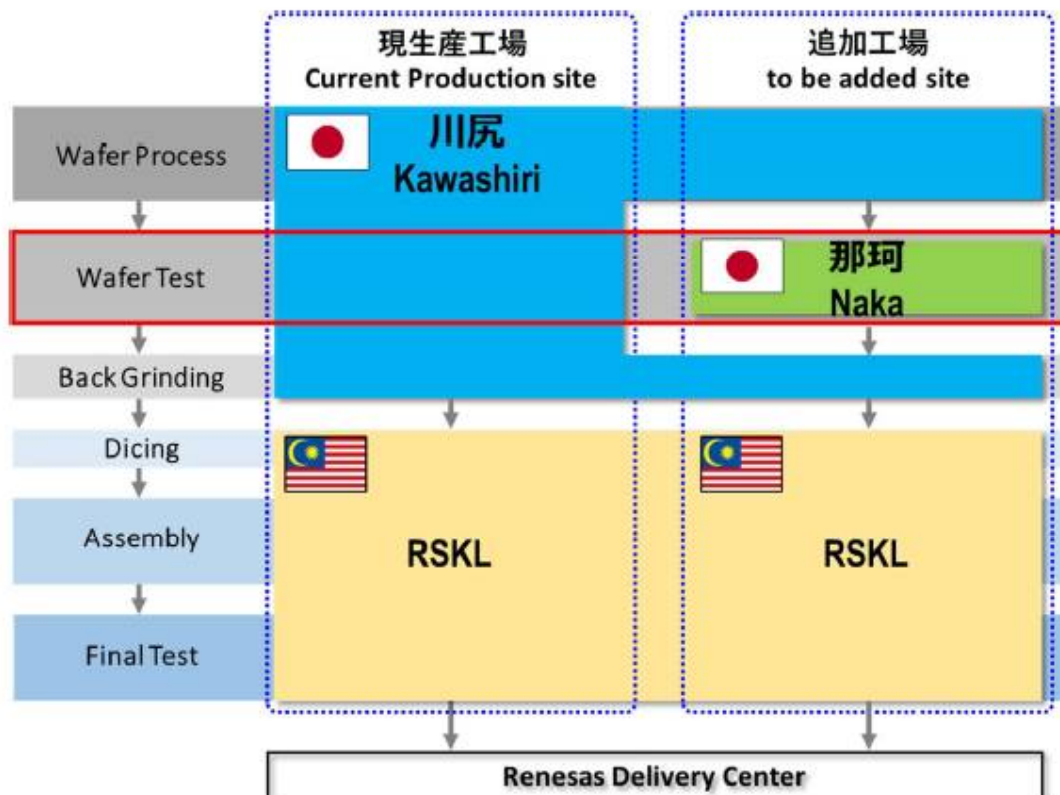 現生産工場
Current Production site
追加工場
to be added site
Wafer Process
川尻
Kawashiri
Wafer Test
那珂
Naka
Back Grinding
Dicing
Assembly
RSKL
RSKL
Final Test
Renesas Delivery Center